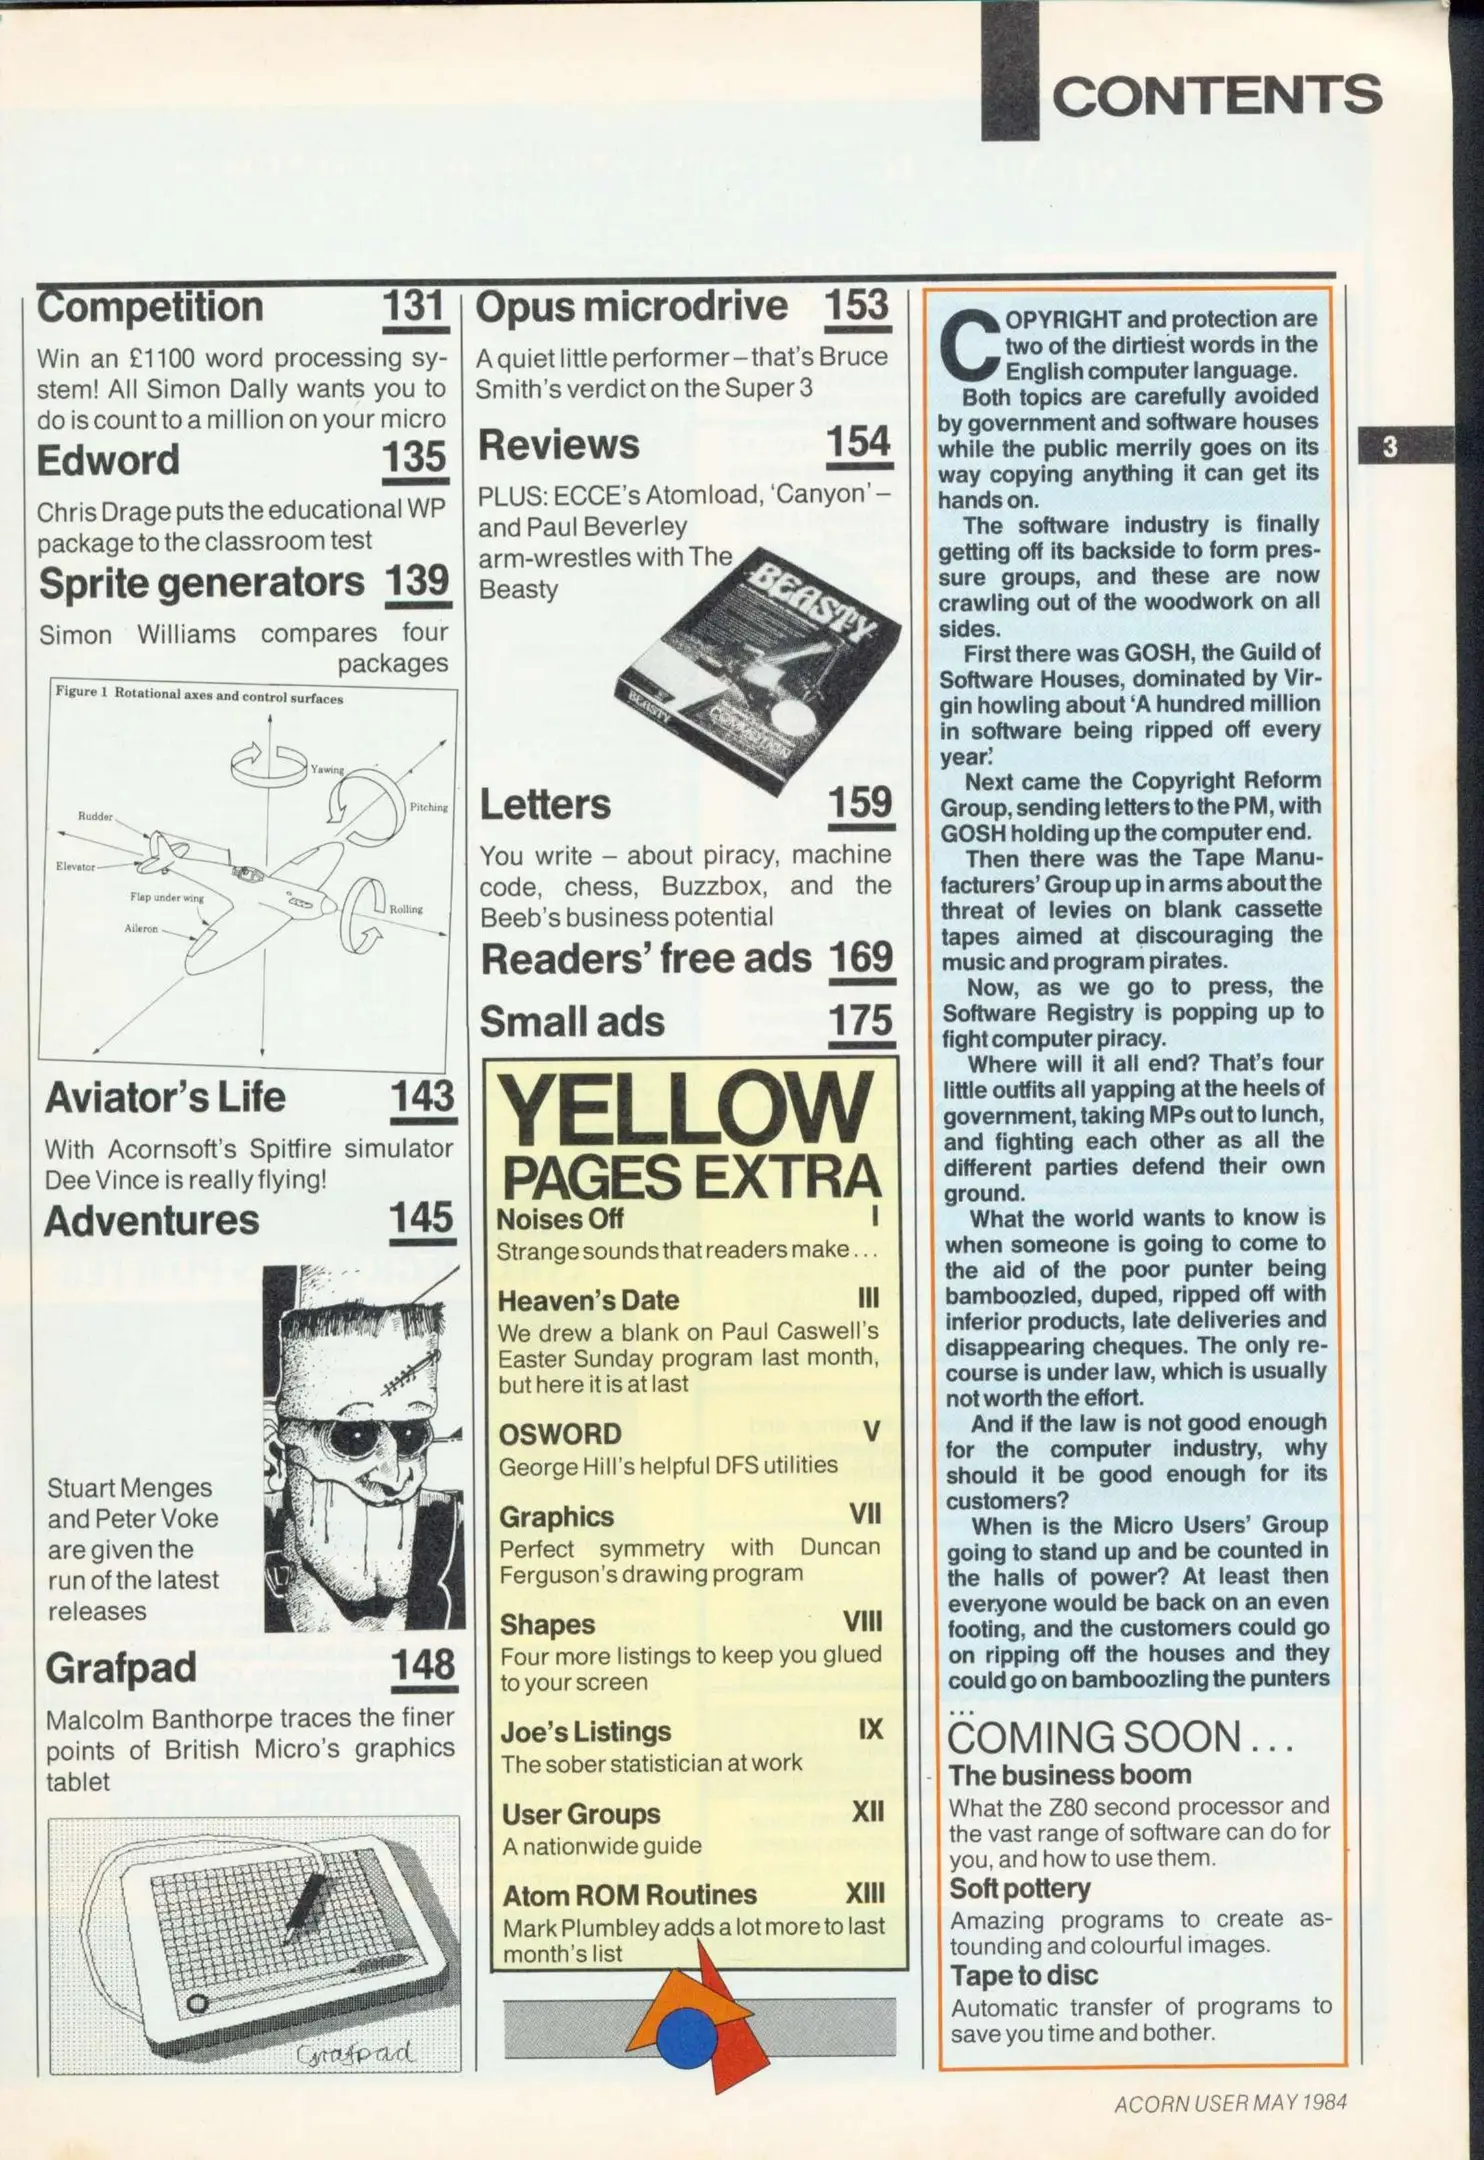 CONTENTS
Competition 131
Win an £1100 word processing sy-
stem! All Simon Dally wants you to
do is count to a million on your micro
Edword 135
Chris Drage puts the educational WP
package to the classroom test
Sprite generators 139
Simon Williams compares four
packages
Figure 1 Rotational axes and control surfaces
Yawing
Pitching
Rudder
Elevator
Flap under wing
Aileron
Rolling
Aviator's Life 143
With Acornsoft's Spitfire simulator
Dee Vince is really flying!
Adventures 145
Stuart Menges
and Peter Voke
are given the
run of the latest
releases
Grafpad 148
Malcolm Banthorpe traces the finer
points of British Micro's graphics
tablet
Grafpad
Opus microdrive 153
A quiet little performer – that's Bruce
Smith's verdict on the Super 3
Reviews 154
PLUS: ECCE's Atomload, 'Canyon' –
and Paul Beverley
arm-wrestles with The
Beasty
BEASTY
BEASTY
Letters 159
You write – about piracy, machine
code, chess, Buzzbox, and the
Beeb's business potential
Readers' free ads 169
Small ads 175
YELLOW
PAGES EXTRA
Noises Off I
Strange sounds that readers make . . .
Heaven's Date III
We drew a blank on Paul Caswell's
Easter Sunday program last month,
but here it is at last
OSWORD V
George Hill's helpful DFS utilities
Graphics VII
Perfect symmetry with Duncan
Ferguson's drawing program
Shapes VIII
Four more listings to keep you glued
to your screen
Joe's Listings IX
The sober statistician at work
User Groups XII
A nationwide guide
Atom ROM Routines XIII
Mark Plumbley adds a lot more to last
month's list
COPYRIGHT and protection are
two of the dirtiest words in the
English computer language.
Both topics are carefully avoided
by government and software houses
while the public merrily goes on its
way copying anything it can get its
hands on.
The software industry is finally
getting off its backside to form pres-
sure groups, and these are now
crawling out of the woodwork on all
sides.
First there was GOSH, the Guild of
Software Houses, dominated by Vir-
gin howling about 'A hundred million
in software being ripped off every
year.'
Next came the Copyright Reform
Group, sending letters to the PM, with
GOSH holding up the computer end.
Then there was the Tape Manu-
facturers' Group up in arms about the
threat of levies on blank cassette
tapes aimed at discouraging the
music and program pirates.
Now, as we go to press, the
Software Registry is popping up to
fight computer piracy.
Where will it all end? That's four
little outfits all yapping at the heels of
government, taking MPs out to lunch,
and fighting each other as all the
different parties defend their own
ground.
What the world wants to know is
when someone is going to come to
the aid of the poor punter being
bamboozled, duped, ripped off with
inferior products, late deliveries and
disappearing cheques. The only re-
course is under law, which is usually
not worth the effort.
And if the law is not good enough
for the computer industry, why
should it be good enough for its
customers?
When is the Micro Users' Group
going to stand up and be counted in
the halls of power? At least then
everyone would be back on an even
footing, and the customers could go
on ripping off the houses and they
could go on bamboozling the punters
. . .
COMING SOON . . .
The business boom
What the Z80 second processor and
the vast range of software can do for
you, and how to use them.
Soft pottery
Amazing programs to create as-
tounding and colourful images.
Tape to disc
Automatic transfer of programs to
save you time and bother.
3
ACORN USER MAY 1984